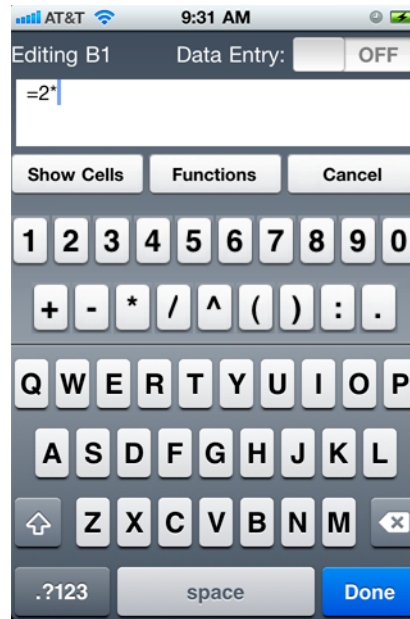 AT&T 9:31 AM
Editing B1 Data Entry: OFF
=2*
Show Cells Functions Cancel
1 2 3 4 5 6 7 8 9 0
+ - * / ^ ( ) : .
Q W E R T Y U I O P
A S D F G H J K L
Z X C V B N M
.?123 space Done